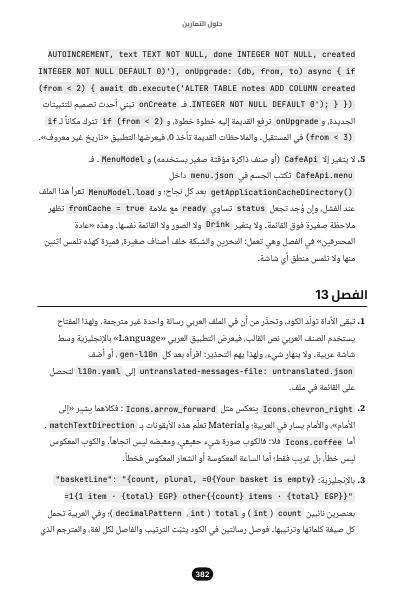 حلول التمارين
AUTOINCREMENT, text TEXT NOT NULL, done INTEGER NOT NULL, created
INTEGER NOT NULL DEFAULT 0)'), onUpgrade: (db, from, to) async { if
(from < 2) { await db.execute('ALTER TABLE notes ADD COLUMN created
INTEGER NOT NULL DEFAULT 0'); } }). فـ onCreate تبني أحدث تصميم للتثبيتات
الجديدة، و onUpgrade ترفع القديمة إليه خطوة خطوة، و if (from < 2) تترك مكانًا لـ if
(from < 3) في المستقبل. والملاحظات القديمة تأخذ 0، فيعرضها التطبيق «تاريخ غير معروف».
5. لا يتغير إلا CafeApi (أو صنف ذاكرة مؤقتة صغير يستخدمه) و MenuModel . فـ
CafeApi.menu تكتب الجسم في menu.json داخل
getApplicationCacheDirectory() بعد كل نجاح؛ و MenuModel.load تقرأ هذا الملف
عند الفشل، وإن وُجد تجعل status تساوي ready مع علامة fromCache = true تظهر
ملاحظة صغيرة فوق القائمة. ولا يتغير Drink ولا الصور ولا القائمة نفسها. وهذه «عادة
المحترفين» في الفصل وهي تعمل: التخزين والشبكة خلف أصناف صغيرة، فميزة كهذه تلمس اثنين
منها ولا تلمس منطق أي شاشة.
الفصل 13
1. تبقى الأداة تولّد الكود، وتحذّر من أن في الملف العربي رسالة واحدة غير مترجمة. ولهذا المفتاح
يستخدم الصنف العربي نص القالب، فيعرض التطبيق العربي «Language» بالإنجليزية وسط
شاشة عربية. ولا ينهار شيء، ولهذا يهم التحذير: اقرأه بعد كل gen-l10n ، أو أضف
untranslated-messages-file: untranslated.json إلى l10n.yaml لتحصل
على القائمة في ملف.
2. Icons.chevron_right ينعكس مثل Icons.arrow_forward : فكلاهما يشير «إلى
الأمام»، والأمام يسار في العربية؛ وMaterial تعلّم هذه الأيقونات بـ matchTextDirection .
أما Icons.coffee فلا: فالكوب صورة شيء حقيقي، ومقبضه ليس اتجاهًا. والكوب المعكوس
ليس خطأ، بل غريب فقط؛ أما الساعة المعكوسة أو الشعار المعكوس فخطأ.
3. بالإنجليزية: "basketLine": "{count, plural, =0{Your basket is empty}
=1{1 item · {total} EGP} other{{count} items · {total} EGP}}"
بعنصرين نائبين count ( int ) و total ( int ، decimalPattern )؛ وفي العربية تحمل
كل صيغة كلماتها وترتيبها. فوصل رسالتين في الكود يثبّت الترتيب والفاصل لكل لغة، والمترجم الذي
382